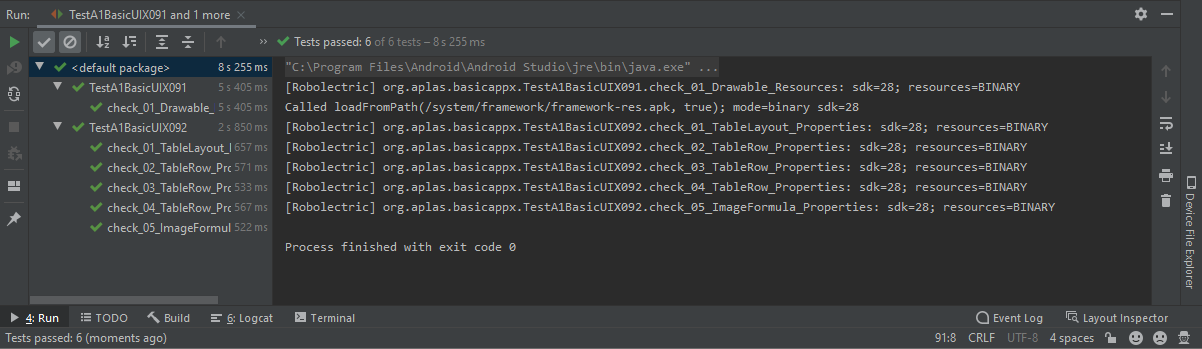 Run: TestA1BasicUIX091 and 1 more ×
» Tests passed: 6 of 6 tests – 8 s 255 ms
<default package> 8 s 255 ms
TestA1BasicUIX091 5 s 405 ms
check_01_Drawable_ 5 s 405 ms
TestA1BasicUIX092 2 s 850 ms
check_01_TableLayout_ 657 ms
check_02_TableRow_Pro 571 ms
check_03_TableRow_Pro 533 ms
check_04_TableRow_Pro 567 ms
check_05_ImageFormul 522 ms
"C:\Program Files\Android\Android Studio\jre\bin\java.exe" ...
[Robolectric] org.aplas.basicappx.TestA1BasicUIX091.check_01_Drawable_Resources: sdk=28; resources=BINARY
Called loadFromPath(/system/framework/framework-res.apk, true); mode=binary sdk=28
[Robolectric] org.aplas.basicappx.TestA1BasicUIX092.check_01_TableLayout_Properties: sdk=28; resources=BINARY
[Robolectric] org.aplas.basicappx.TestA1BasicUIX092.check_02_TableRow_Properties: sdk=28; resources=BINARY
[Robolectric] org.aplas.basicappx.TestA1BasicUIX092.check_03_TableRow_Properties: sdk=28; resources=BINARY
[Robolectric] org.aplas.basicappx.TestA1BasicUIX092.check_04_TableRow_Properties: sdk=28; resources=BINARY
[Robolectric] org.aplas.basicappx.TestA1BasicUIX092.check_05_ImageFormula_Properties: sdk=28; resources=BINARY
Process finished with exit code 0
Device File Explorer
4: Run TODO Build 6: Logcat Terminal Event Log Layout Inspector
Tests passed: 6 (moments ago) 91:8 CRLF UTF-8 4 spaces